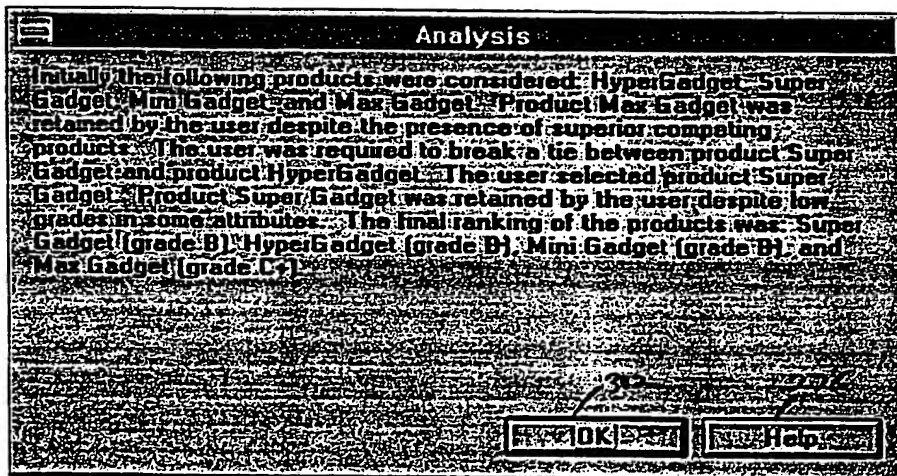 Analysis
Initially the following products were considered: HyperGadget, Super
Gadget, Mini Gadget, and Max Gadget. Product Max Gadget was
retained by the user despite the presence of superior competing
products. The user was required to break a tie between product Super
Gadget and product HyperGadget. The user selected product Super
Gadget. Product Super Gadget was retained by the user despite low
grades in some attributes. The final ranking of the products was: Super
Gadget (grade B), HyperGadget (grade B), Mini Gadget (grade B), and
Max Gadget (grade C+).
OK Help